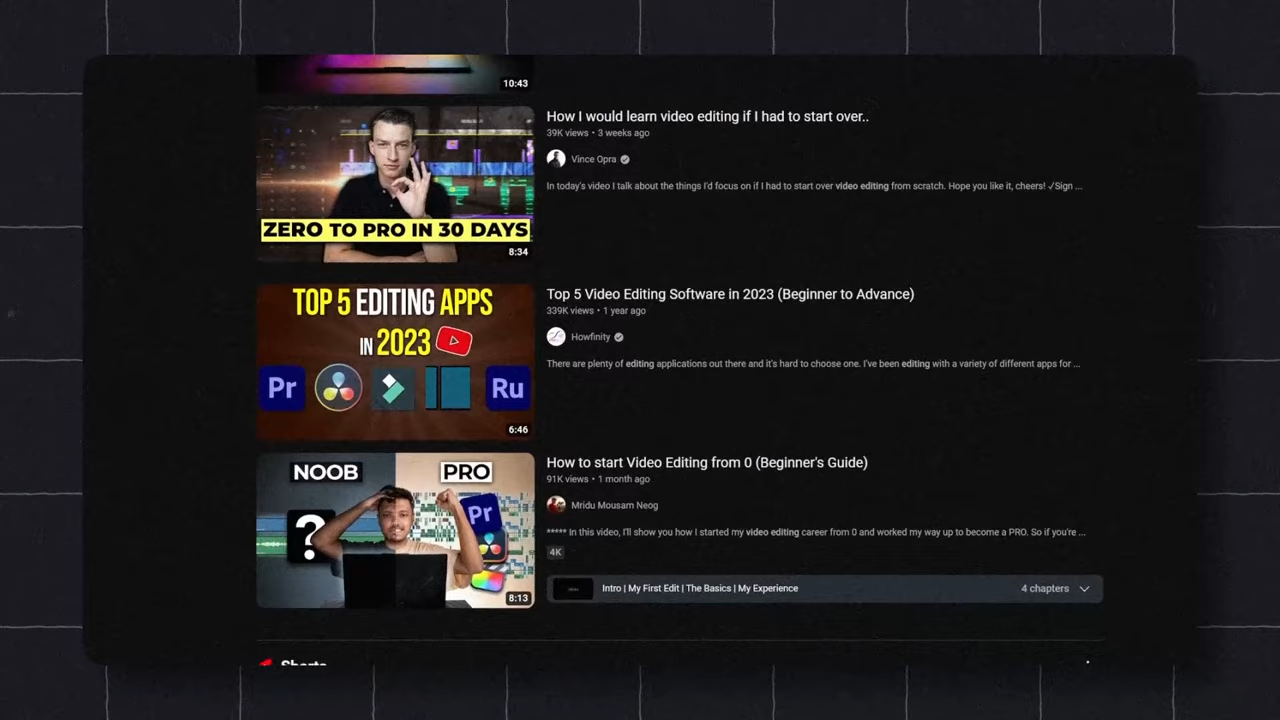 10:43
How I would learn video editing if I had to start over..
39K views • 3 weeks ago
Vince Opra
In today's video I talk about the things I'd focus on if I had to start over video editing from scratch. Hope you like it, cheers! ✓Sign ...
ZERO TO PRO IN 30 DAYS
8:34
TOP 5 EDITING APPS
IN 2023
Pr
Ru
6:46
Top 5 Video Editing Software in 2023 (Beginner to Advance)
339K views • 1 year ago
Howfinity
There are plenty of editing applications out there and it's hard to choose one. I've been editing with a variety of different apps for ...
NOOB
PRO
?
Pr
8:13
How to start Video Editing from 0 (Beginner's Guide)
91K views • 1 month ago
Mridu Mousam Neog
***** In this video, I'll show you how I started my video editing career from 0 and worked my way up to become a PRO. So if you're ...
4K
Intro | My First Edit | The Basics | My Experience
4 chapters
Shorts